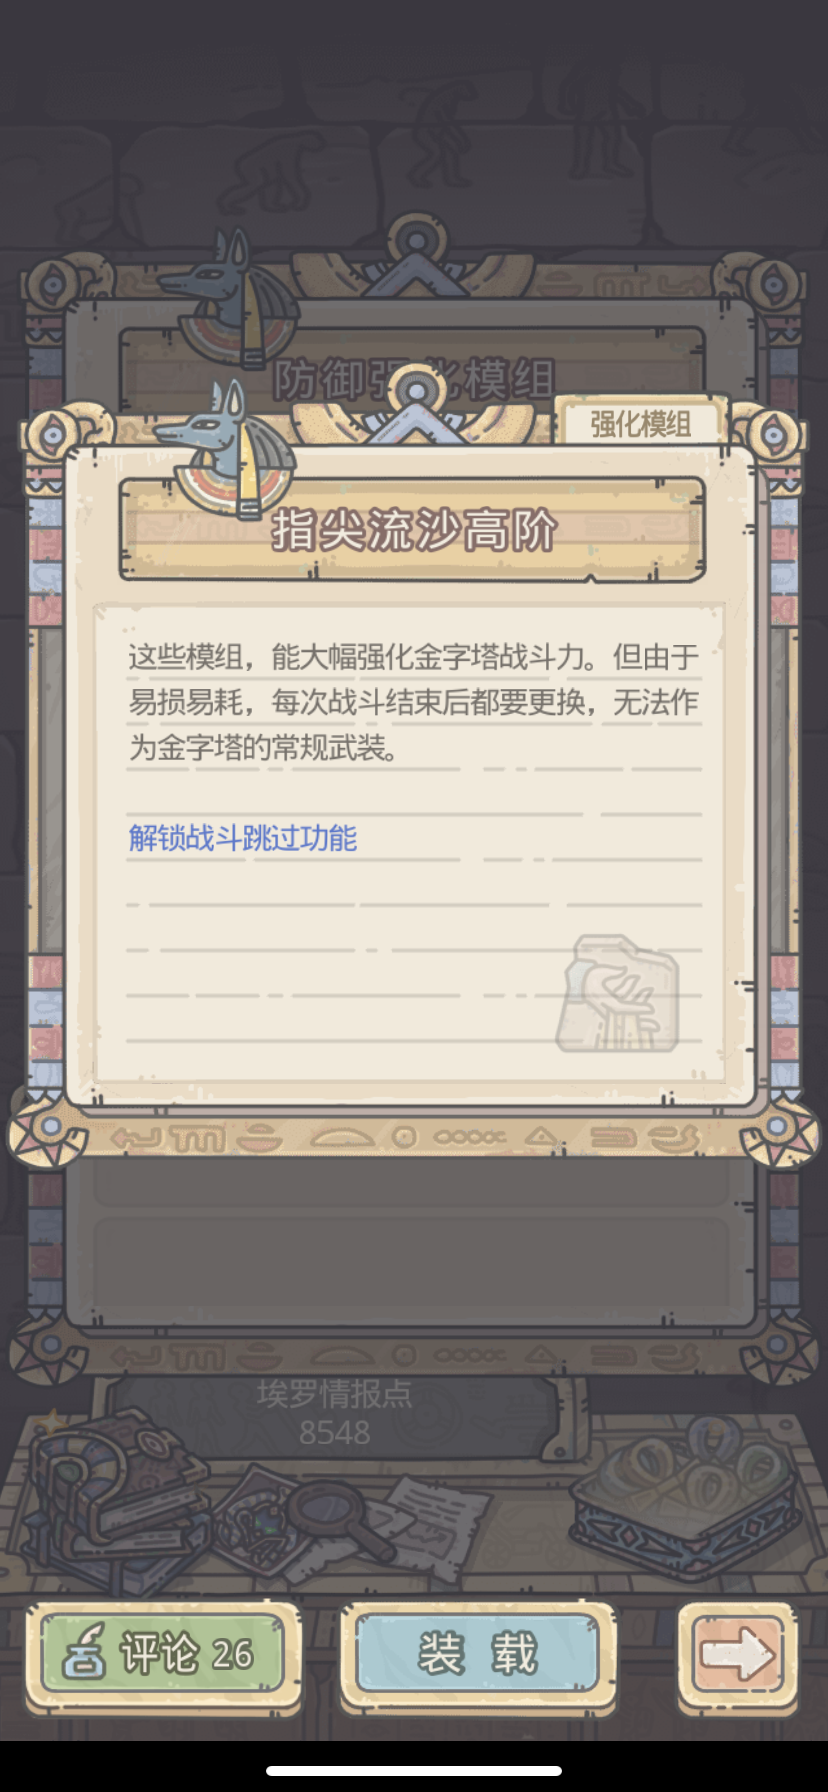 防御强化模组
强化模组
指尖流沙高阶
这些模组，能大幅强化金字塔战斗力。但由于
易损易耗，每次战斗结束后都要更换，无法作
为金字塔的常规武装。
解锁战斗跳过功能
埃罗情报点
8548
评论 26
装 载